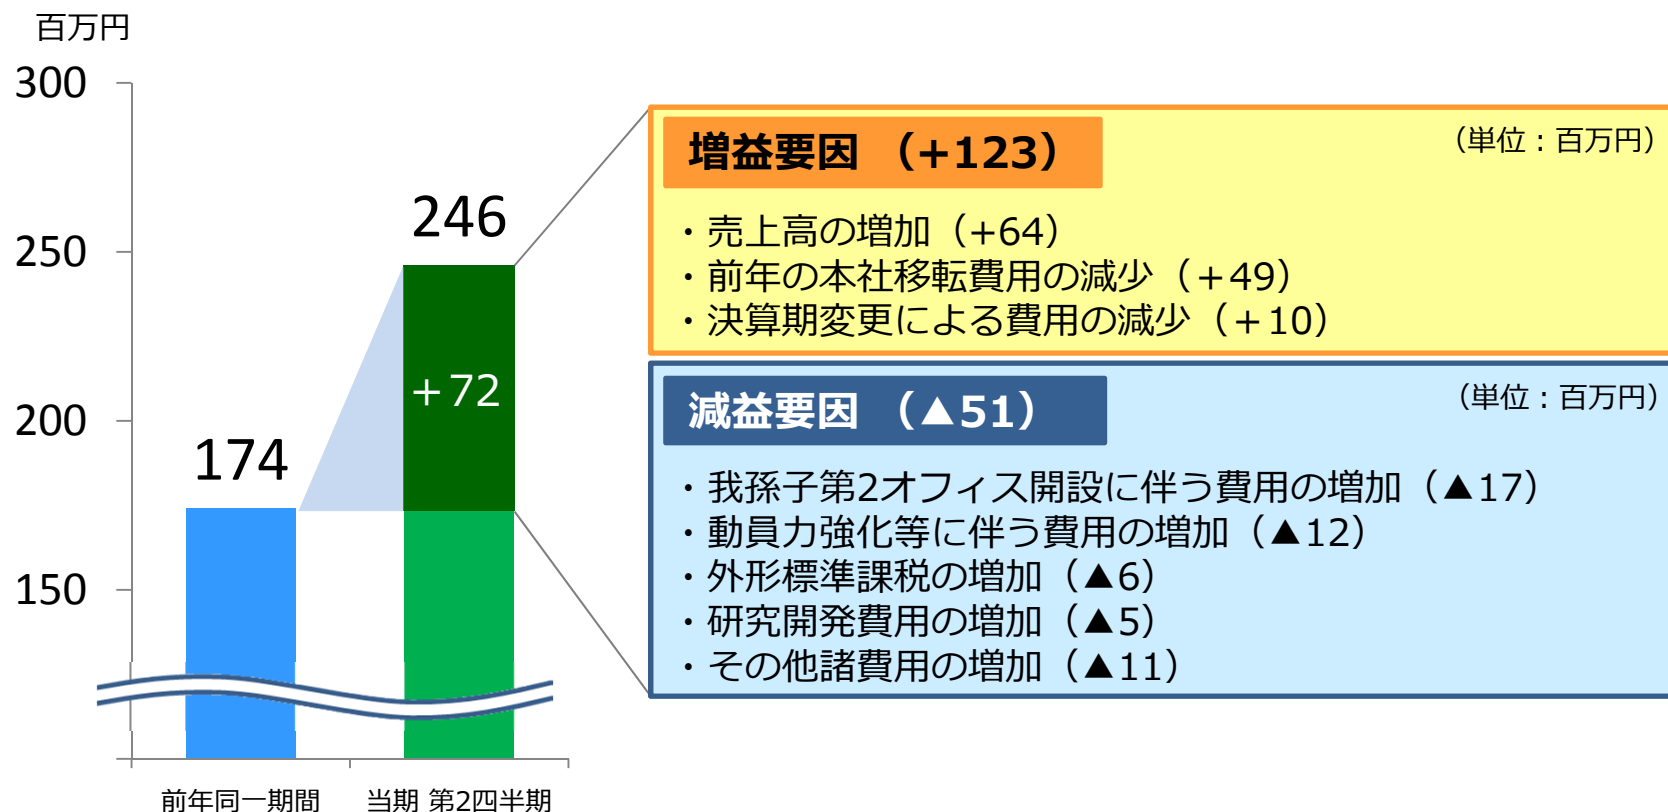 百万円
300
250
200
150
174
246
+72
前年同一期間
当期 第2四半期
増益要因 （+123）
（単位：百万円）
・売上高の増加（+64）
・前年の本社移転費用の減少（+49）
・決算期変更による費用の減少（+10）
減益要因 （▲51）
（単位：百万円）
・我孫子第2オフィス開設に伴う費用の増加（▲17）
・動員力強化等に伴う費用の増加（▲12）
・外形標準課税の増加（▲6）
・研究開発費用の増加（▲5）
・その他諸費用の増加（▲11）